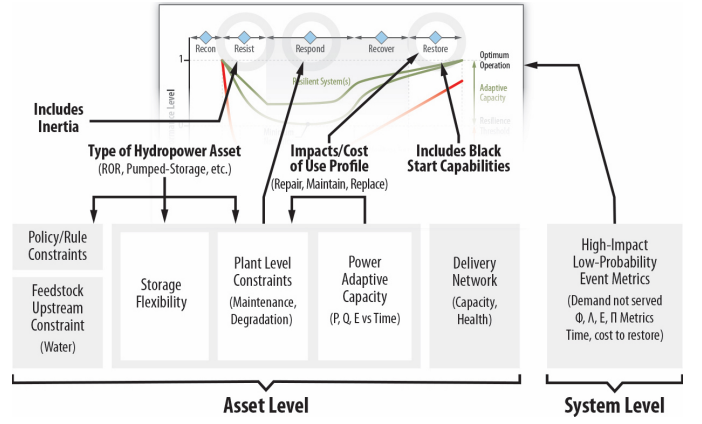 Recon
Resist
Respond
Recover
Restore
1
Optimum
Operation
Resilient System(s)
Adaptive
Capacity
Level
Resilience
Includes
Inertia
Type of Hydropower Asset
(ROR, Pumped-Storage, etc.)
Impacts/Cost
of Use Profile
(Repair, Maintain, Replace)
Includes Black
Start Capabilities
Policy/Rule
Constraints
Feedstock
Upstream
Constraint
(Water)
Storage
Flexibility
Plant Level
Constraints
(Maintenance,
Degradation)
Power
Adaptive
Capacity
(P, Q, E vs Time)
Delivery
Network
(Capacity,
Health)
High-Impact
Low-Probability
Event Metrics
(Demand not served
Φ, Λ, E, Π Metrics
Time, cost to restore)
Asset Level
System Level